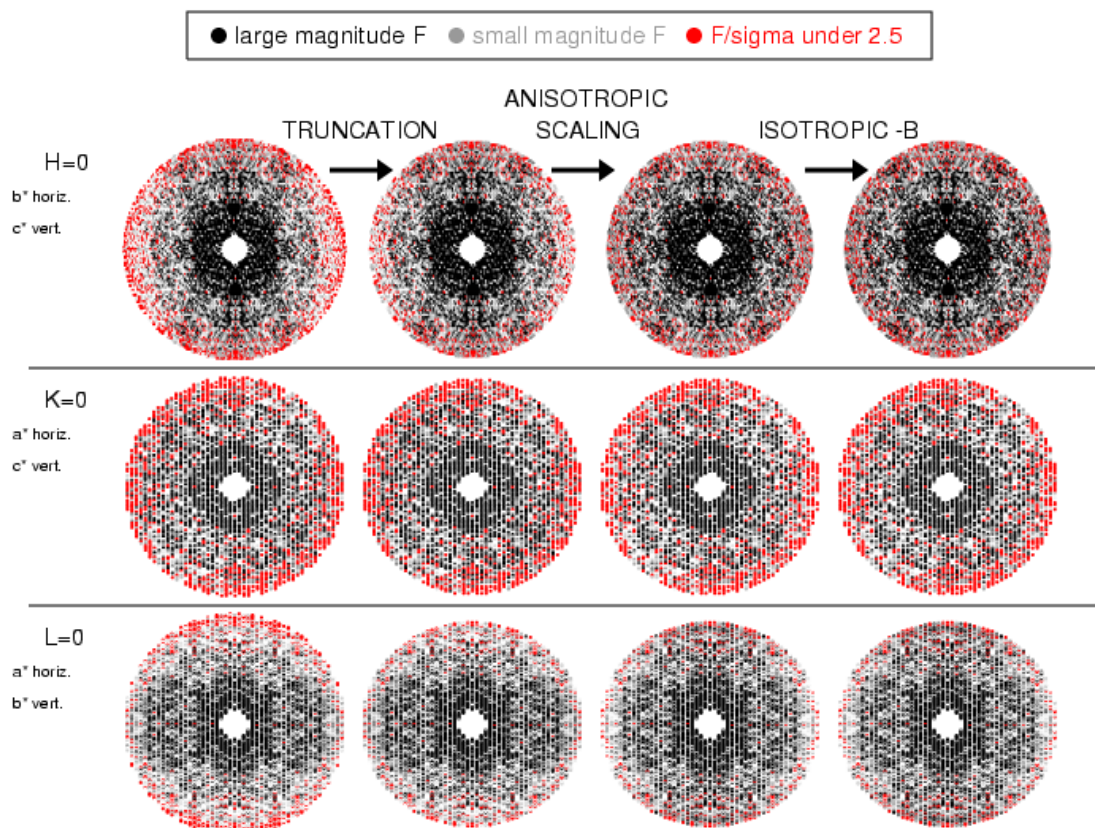 large magnitude F small magnitude F F/sigma under 2.5
ANISOTROPIC
TRUNCATION SCALING ISOTROPIC -B
H=0
b* horiz.
c* vert.
K=0
a* horiz.
c* vert.
L=0
a* horiz.
b* vert.